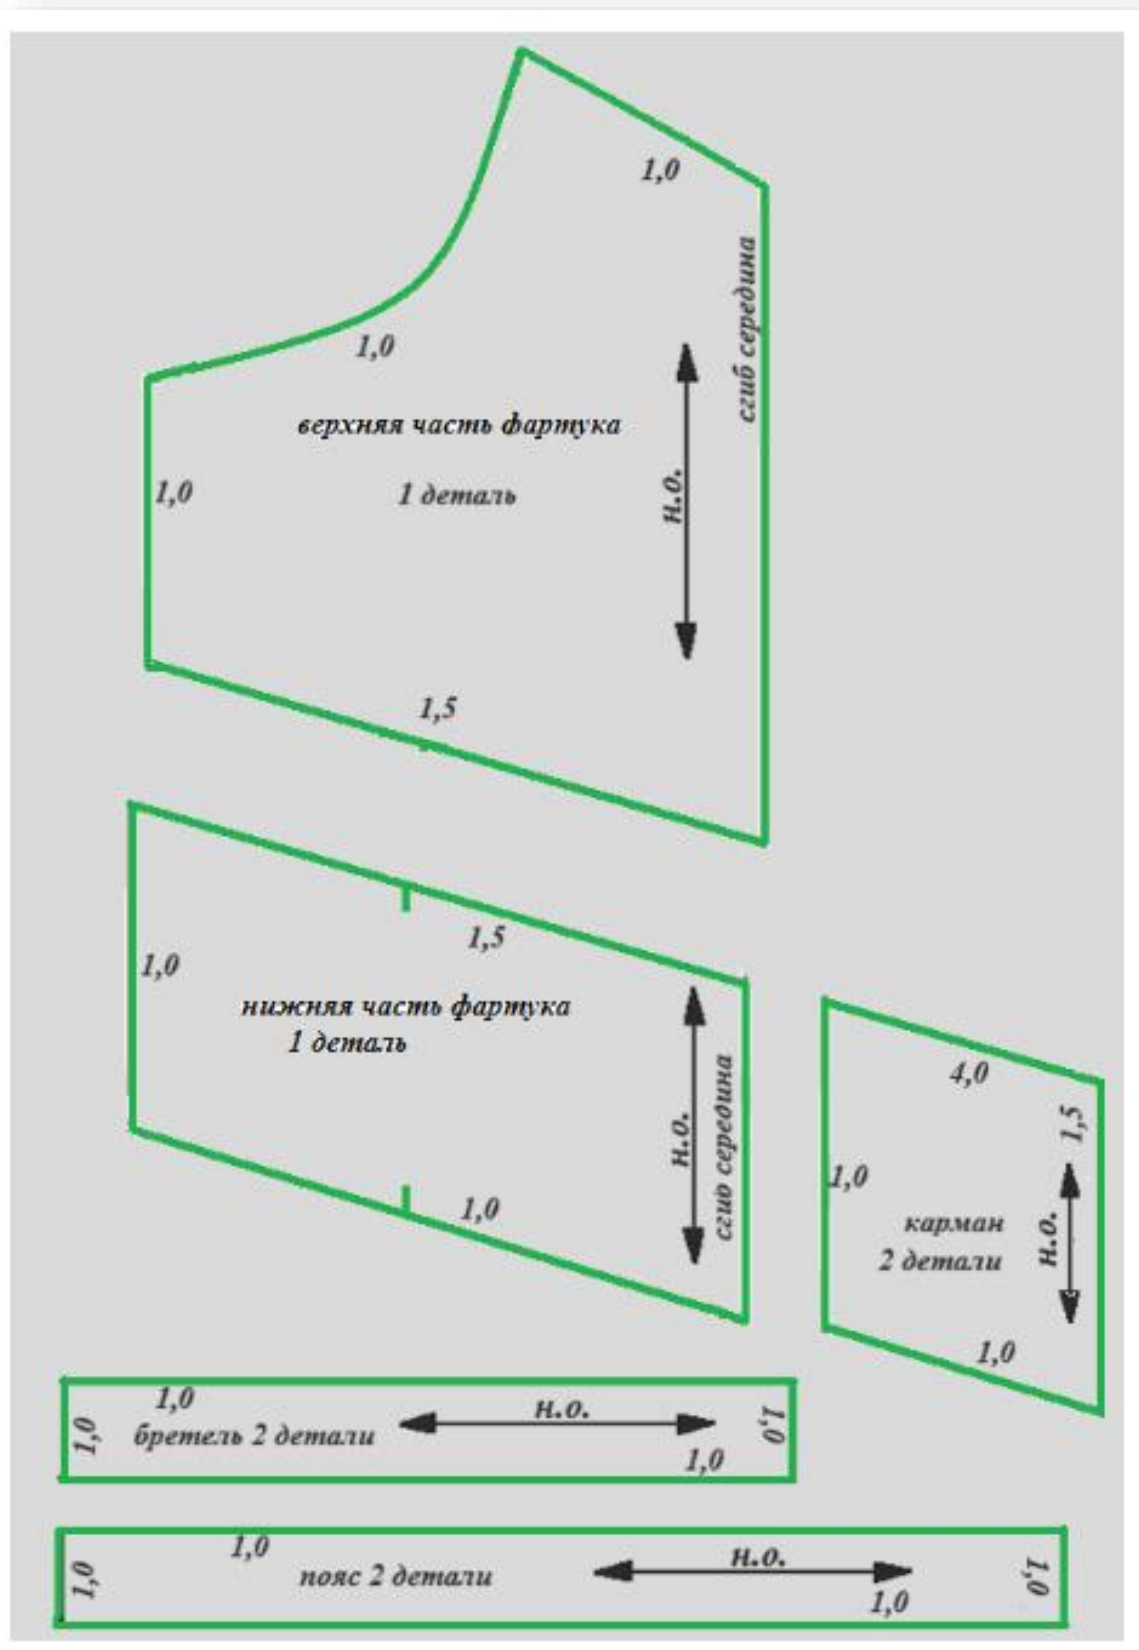 1,0
сгиб середина
1,0
верхняя часть фартука
1,0
1 деталь
н.о.
1,5
1,5
1,0
нижняя часть фартука
1 деталь
н.о.
сгиб середина
1,0
4,0
1,5
1,0
карман
2 детали
н.о.
1,0
1,0
1,0
бретель 2 детали
н.о.
1,0
1,0
1,0
1,0
пояс 2 детали
н.о.
1,0
1,0